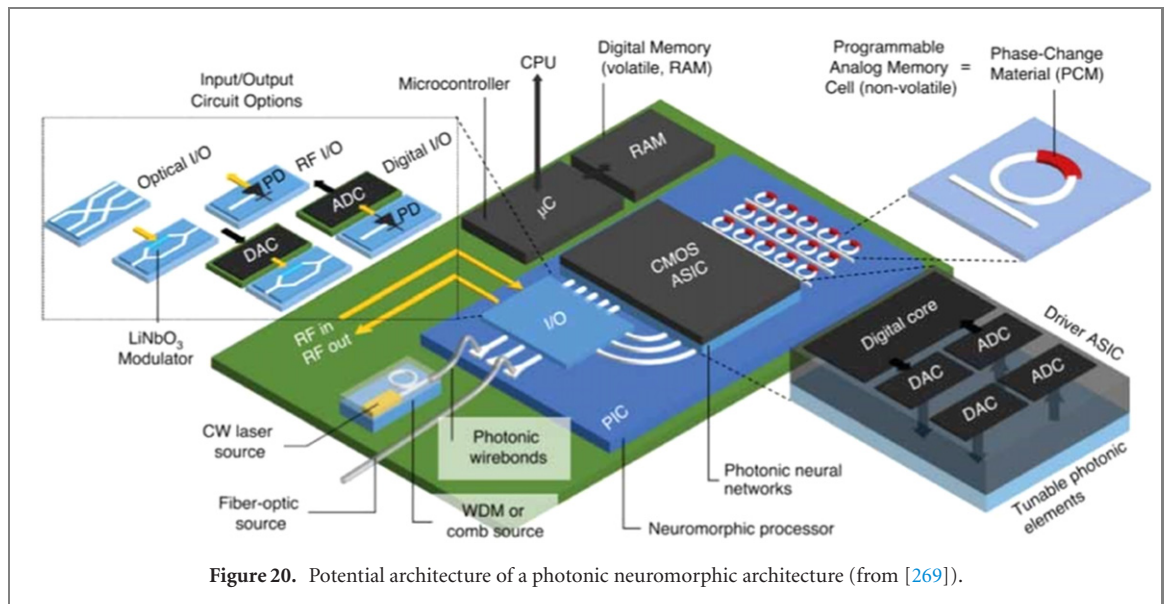 Input/Output
Circuit Options
Optical I/O
PD
RF I/O
ADC
Digital I/O
PD
DAC
LiNbO3
Modulator
Microcontroller
CPU
Digital Memory
(volatile, RAM)
Programmable
Analog Memory =
Cell (non-volatile)
Phase-Change
Material (PCM)
RAM
μC
CMOS
ASIC
I/O
RF in
RF out
PIC
CW laser
source
Photonic
wirebonds
Fiber-optic
source
WDM or
comb source
Photonic neural
networks
Neuromorphic processor
Digital core
Driver ASIC
ADC
DAC
ADC
DAC
Tunable photonic
elements
Figure 20. Potential architecture of a photonic neuromorphic architecture (from [269]).